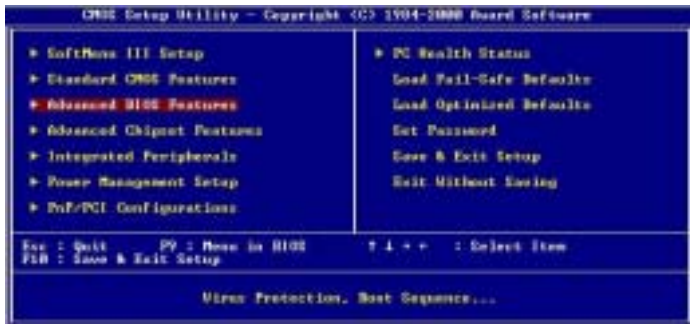 CMOS Setup Utility - Copyright (C) 1984-2000 Award Software
► SoftMenu III Setup
► Standard CMOS Features
► Advanced BIOS Features
► Advanced Chipset Features
► Integrated Peripherals
► Power Management Setup
► PnP/PCI Configurations
► PC Health Status
Load Fail-Safe Defaults
Load Optimized Defaults
Set Password
Save & Exit Setup
Exit Without Saving
Esc : Quit F9 : Menu in BIOS ↑ ↓ → ← : Select Item
F10 : Save & Exit Setup
Virus Protection, Boot Sequence...